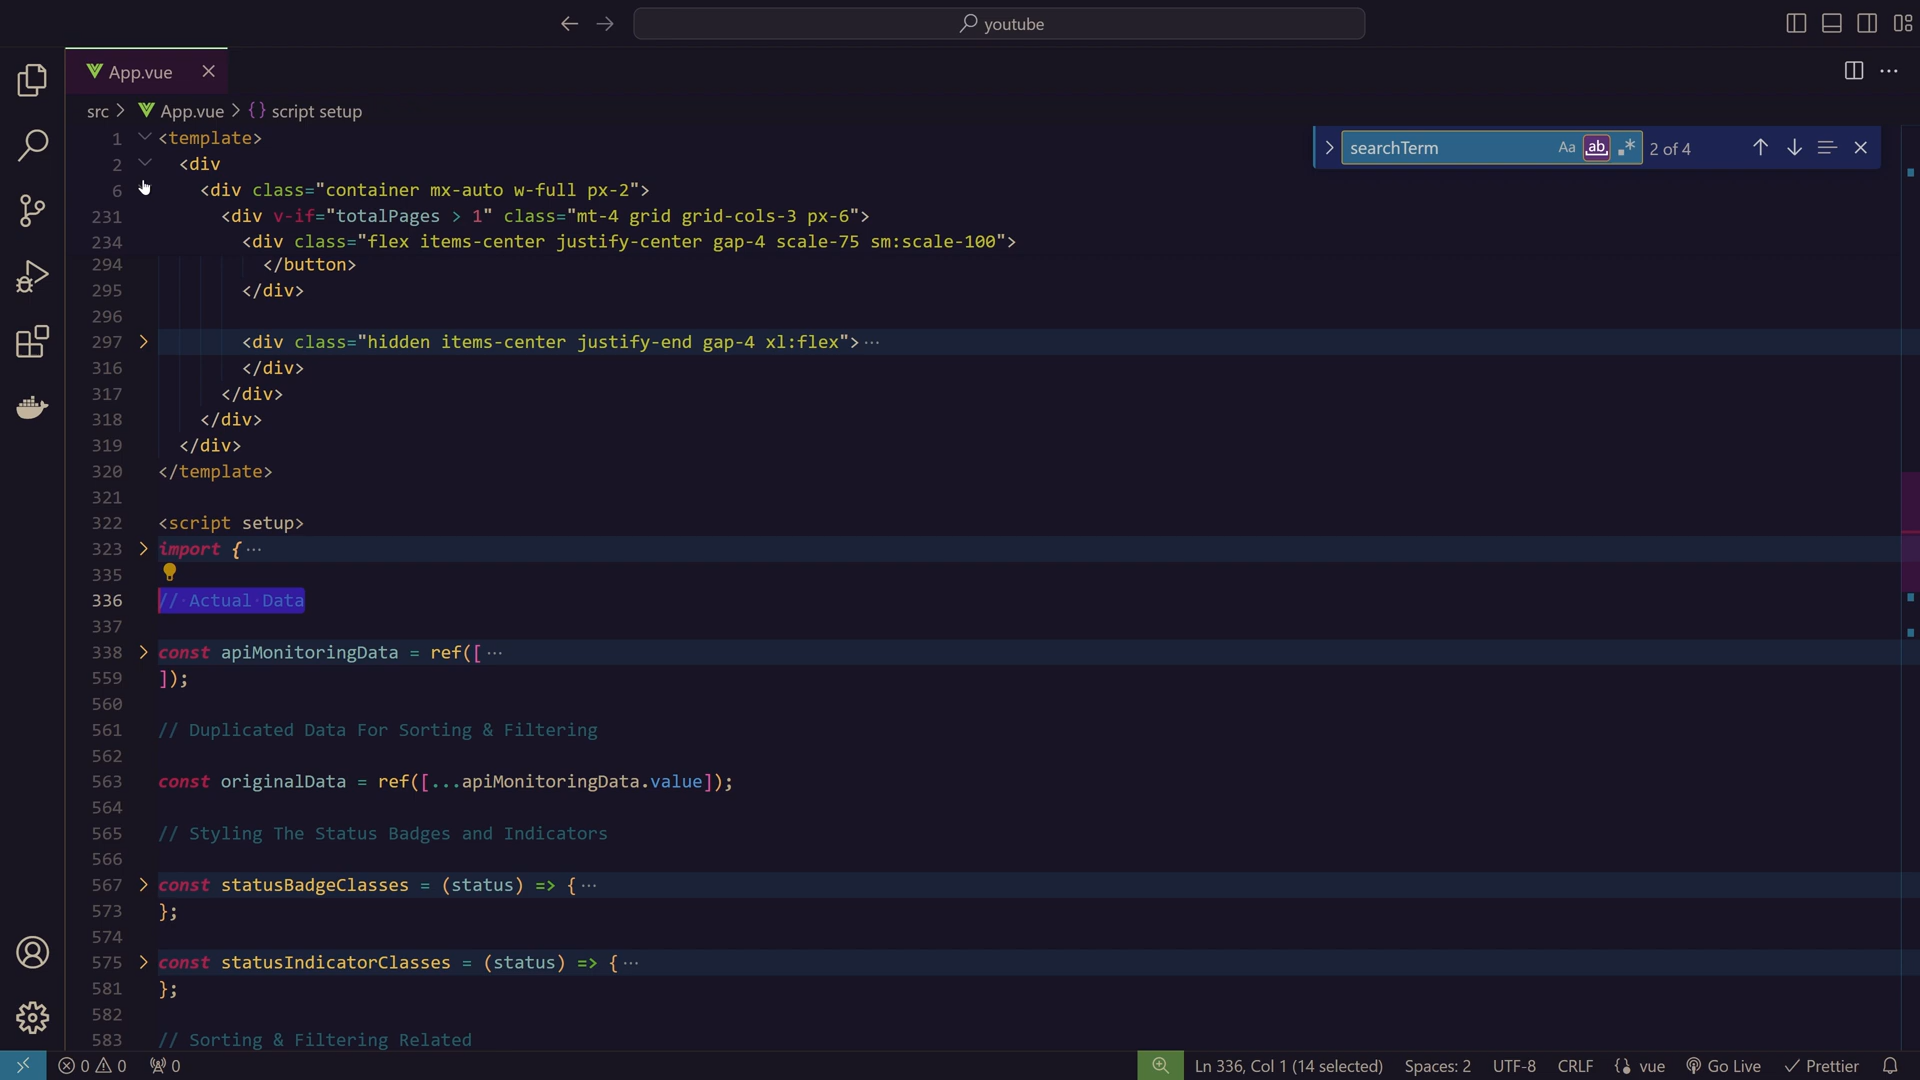 youtube
App.vue
src > App.vue > {} script setup
searchTerm Aa ab .* 2 of 4
1 <template>
2 <div
6 <div class="container mx-auto w-full px-2">
231 <div v-if="totalPages > 1" class="mt-4 grid grid-cols-3 px-6">
234 <div class="flex items-center justify-center gap-4 scale-75 sm:scale-100">
294 </button>
295 </div>
296
297 <div class="hidden items-center justify-end gap-4 xl:flex">⋯
316 </div>
317 </div>
318 </div>
319 </div>
320 </template>
321
322 <script setup>
323 import {⋯
335
336 // Actual Data
337
338 const apiMonitoringData = ref([⋯
559 ]);
560
561 // Duplicated Data For Sorting & Filtering
562
563 const originalData = ref([...apiMonitoringData.value]);
564
565 // Styling The Status Badges and Indicators
566
567 const statusBadgeClasses = (status) => {⋯
573 };
574
575 const statusIndicatorClasses = (status) => {⋯
581 };
582
583 // Sorting & Filtering Related
0 0 0 Ln 336, Col 1 (14 selected) Spaces: 2 UTF-8 CRLF vue Go Live Prettier